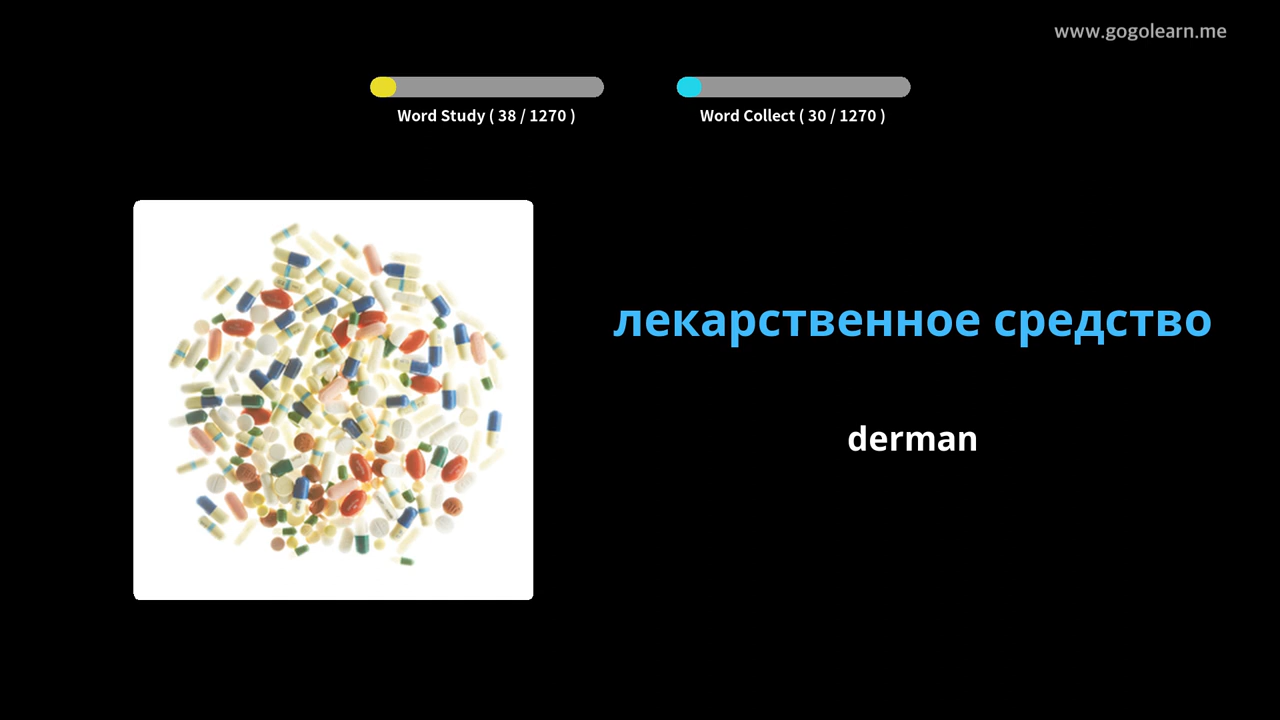 www.gogolearn.me
Word Study ( 38 / 1270 )
Word Collect ( 30 / 1270 )
лекарственное средство
derman